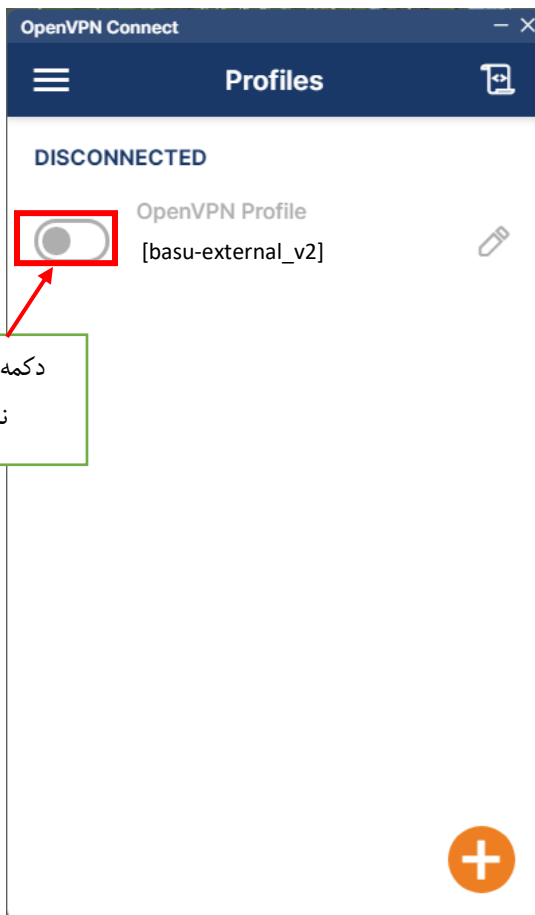 OpenVPN Connect
Profiles
DISCONNECTED
OpenVPN Profile
[basu-external_v2]
دکمه